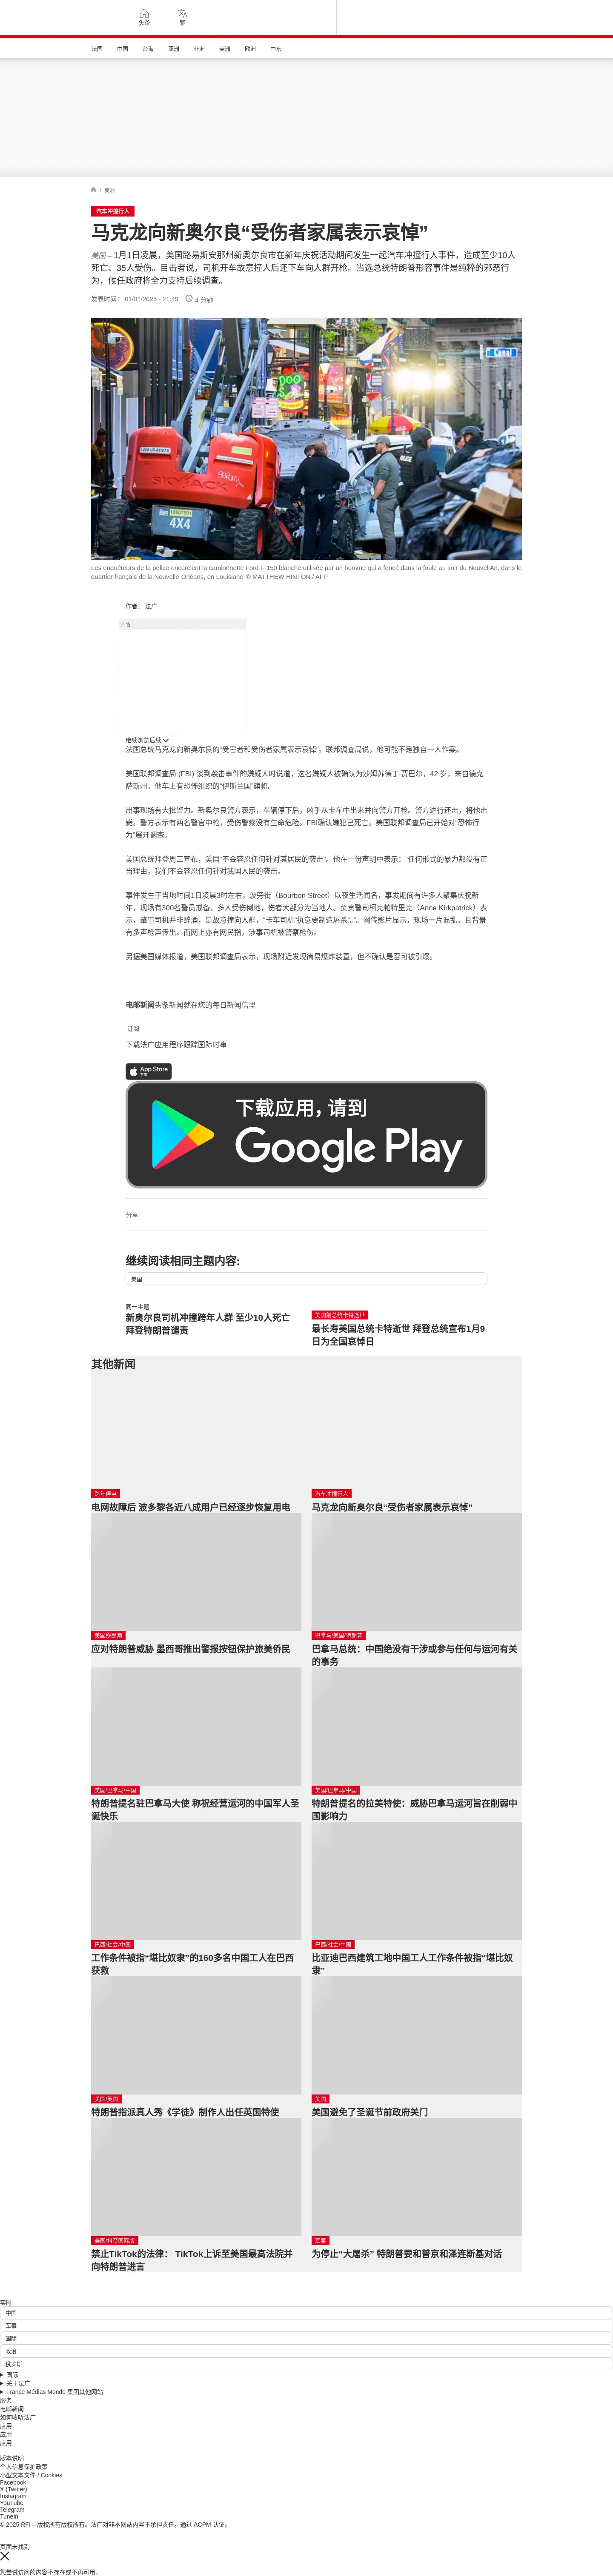 头条
繁
法国
中国
台海
亚洲
非洲
美洲
欧洲
中东
/ 美洲
汽车冲撞行人
马克龙向新奥尔良“受伤者家属表示哀悼”
美国 – 1月1日凌晨，美国路易斯安那州新奥尔良市在新年庆祝活动期间发生一起汽车冲撞行人事件，造成至少10人
死亡、35人受伤。目击者说，司机开车故意撞人后还下车向人群开枪。当选总统特朗普形容事件是纯粹的邪恶行
为，候任政府将全力支持后续调查。
发表时间： 01/01/2025 - 21:49
4 分钟
Canal
DOO
SKYJACK
4X4
Les enquêteurs de la police encerclent la camionnette Ford F-150 blanche utilisée par un homme qui a foncé dans la foule au soir du Nouvel An, dans le
quartier français de la Nouvelle-Orléans, en Louisiane © MATTHEW HINTON / AFP
作者： 法广
广告
继续浏览后续
法国总统马克龙向新奥尔良的“受害者和受伤者家属表示哀悼”。联邦调查局说，他可能不是独自一人作案。
美国联邦调查局 (FBI) 谈到袭击事件的嫌疑人时说道，这名嫌疑人被确认为沙姆苏德丁·贾巴尔，42 岁，来自德克
萨斯州。他车上有恐怖组织的“伊斯兰国”旗帜。
出事现场有大批警力。新奥尔良警方表示，车辆停下后，凶手从卡车中出来并向警方开枪。警方进行还击，将他击
毙。警方表示有两名警官中枪，受伤警察没有生命危险。FBI确认嫌犯已死亡。美国联邦调查局已开始对“恐怖行
为”展开调查。
美国总统拜登周三宣布，美国“不会容忍任何针对其居民的袭击”。他在一份声明中表示：“任何形式的暴力都没有正
当理由，我们不会容忍任何针对我国人民的袭击。
事件发生于当地时间1日凌晨3时左右，波旁街（Bourbon Street）以夜生活闻名，事发期间有许多人聚集庆祝新
年，现场有300名警员戒备，多人受伤倒地，伤者大部分为当地人。负责警司柯克帕特里克（Anne Kirkpatrick）表
示，肇事司机并非醉酒，是故意撞向人群，“卡车司机“执意要制造屠杀”。”。网传影片显示，现场一片混乱，且背景
有多声枪声传出。而网上亦有网民指，涉事司机被警察枪伤。
另据美国媒体报道，美国联邦调查局表示，现场附近发现简易爆炸装置，但不确认是否可被引爆。
电邮新闻头条新闻就在您的每日新闻信里
订阅
下载法广应用程序跟踪国际时事
App Store
下载
下载应用，请到
Google Play
分享 :
继续阅读相同主题内容:
美国
同一主题
新奥尔良司机冲撞跨年人群 至少10人死亡
拜登特朗普谴责
美国前总统卡特逝世
最长寿美国总统卡特逝世 拜登总统宣布1月9
日为全国哀悼日
其他新闻
跨年停电
电网故障后 波多黎各近八成用户已经逐步恢复用电
汽车冲撞行人
马克龙向新奥尔良“受伤者家属表示哀悼”
美国移民潮
应对特朗普威胁 墨西哥推出警报按钮保护旅美侨民
巴拿马/美国/特朗普
巴拿马总统：中国绝没有干涉或参与任何与运河有关
的事务
美国/巴拿马/中国
特朗普提名驻巴拿马大使 称祝经营运河的中国军人圣
诞快乐
美国/巴拿马/中国
特朗普提名的拉美特使：威胁巴拿马运河旨在削弱中
国影响力
巴西/社会/中国
工作条件被指“堪比奴隶”的160多名中国工人在巴西
获救
巴西/社会/中国
比亚迪巴西建筑工地中国工人工作条件被指“堪比奴
隶”
美国/英国
特朗普指派真人秀《学徒》制作人出任英国特使
美国
美国避免了圣诞节前政府关门
美国/抖音国际版
禁止TikTok的法律： TikTok上诉至美国最高法院并
向特朗普进言
军事
为停止“大屠杀” 特朗普要和普京和泽连斯基对话
实时
中国
军事
国际
政治
俄罗斯
国际
关于法广
France Médias Monde 集团其他网站
服务
电邮新闻
如何收听法广
应用
应用
应用
版本说明
个人信息保护政策
小型文本文件 / Cookies
Facebook
X (Twitter)
Instagram
YouTube
Telegram
TuneIn
© 2025 RFI – 版权所有版权所有。法广对非本网站内容不承担责任。通过 ACPM 认证。
页面未找到
您尝试访问的内容不存在或不再可用。